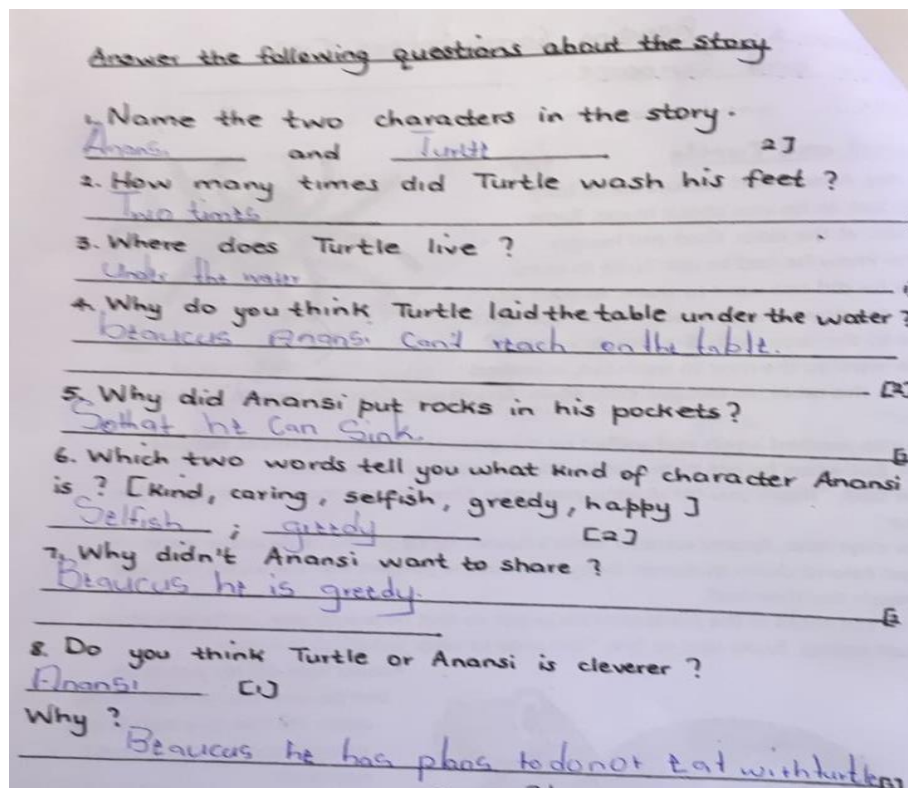 Answer the following questions about the story
1. Name the two characters in the story.
Anansi and Turtle 2]
2. How many times did Turtle wash his feet ?
Two times
3. Where does Turtle live ?
Under the water
4. Why do you think Turtle laid the table under the water ?
beaucus Anansi Can't reach on the table.
[2]
5. Why did Anansi put rocks in his pockets ?
Sothat he Can Sink.
6. Which two words tell you what kind of character Anansi
is ? [Kind, caring, selfish, greedy, happy ]
Selfish ; greedy [2]
7. Why didn't Anansi want to share ?
Beaucus he is greedy.
8. Do you think Turtle or Anansi is cleverer ?
Anansi [1]
Why ?
Beaucus he has plans to do not eat with turtle